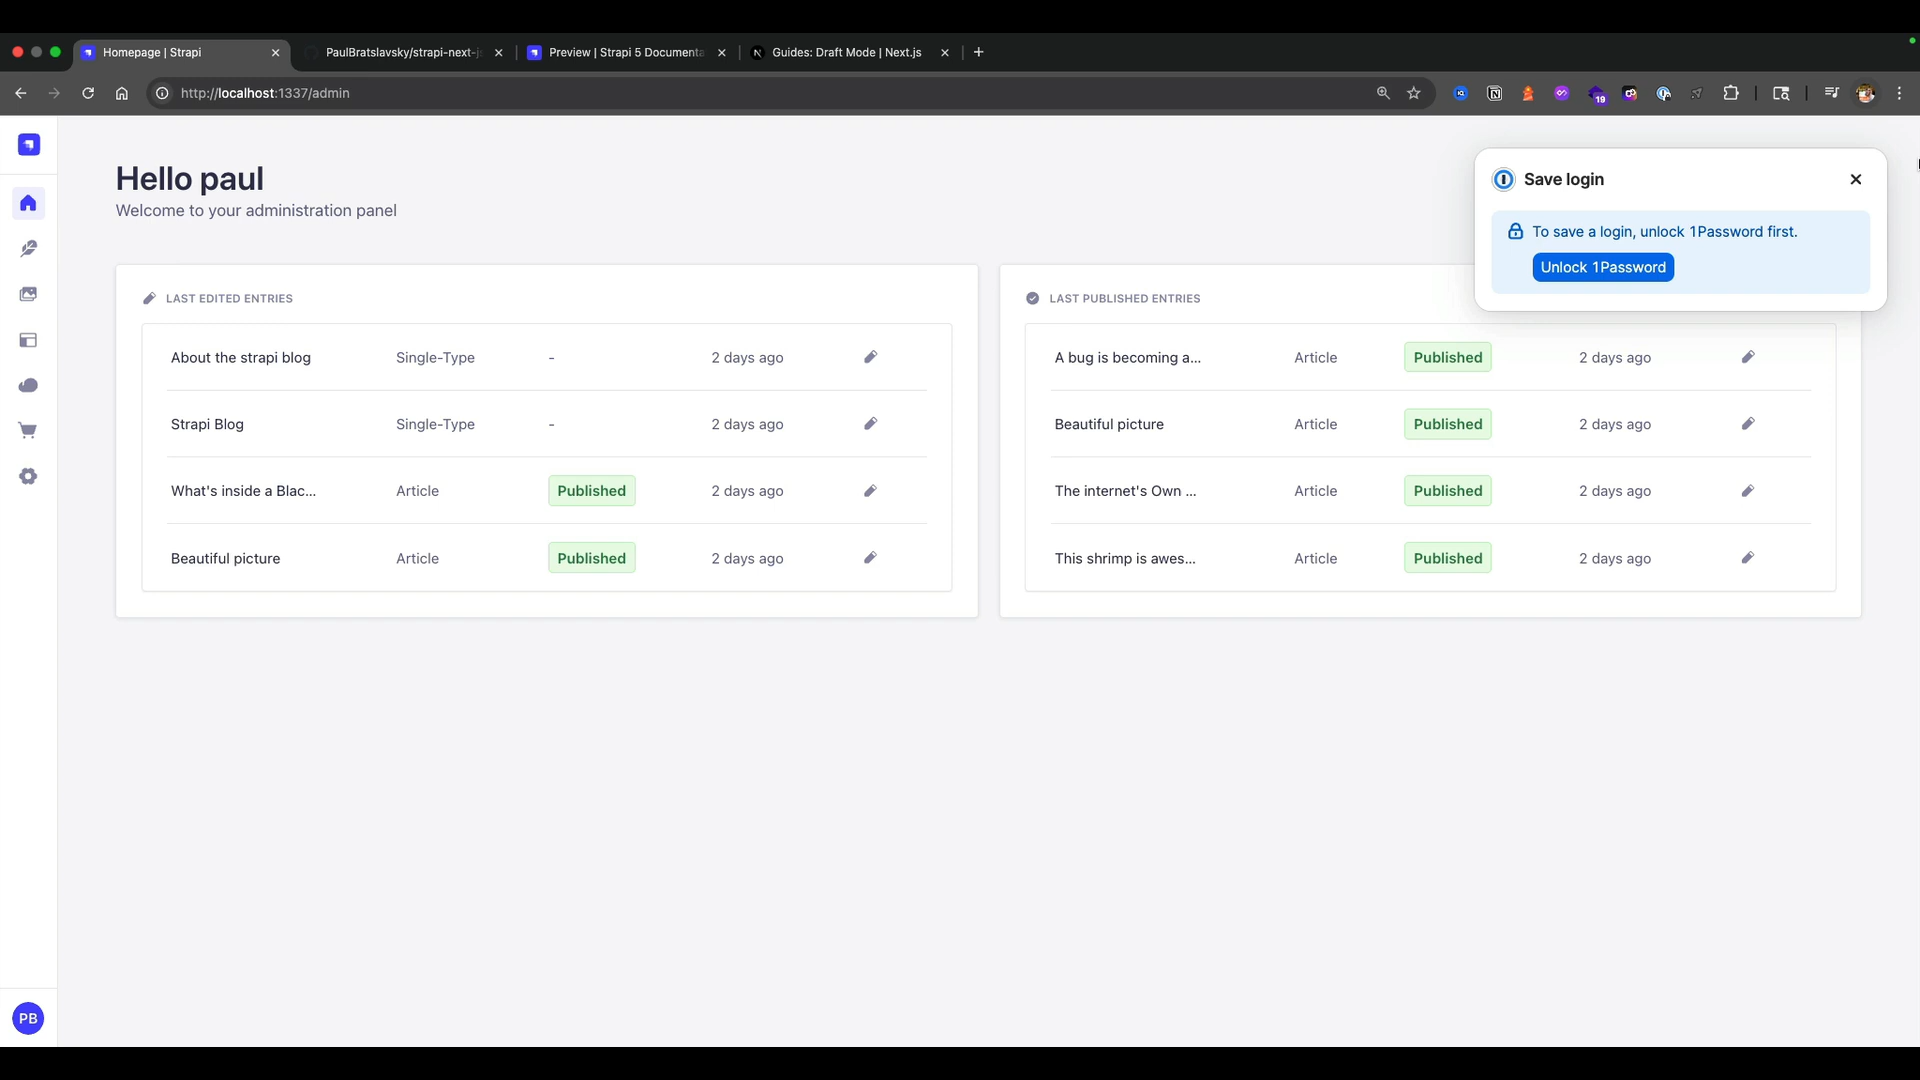 Homepage | Strapi
PaulBratslavsky/strapi-next-js
Preview | Strapi 5 Documenta
Guides: Draft Mode | Next.js
http://localhost:1337/admin
19
Hello paul
Welcome to your administration panel
Save login
To save a login, unlock 1Password first.
Unlock 1Password
LAST EDITED ENTRIES
About the strapi blog Single-Type - 2 days ago
Strapi Blog Single-Type - 2 days ago
What's inside a Blac... Article Published 2 days ago
Beautiful picture Article Published 2 days ago
LAST PUBLISHED ENTRIES
A bug is becoming a... Article Published 2 days ago
Beautiful picture Article Published 2 days ago
The internet's Own ... Article Published 2 days ago
This shrimp is awes... Article Published 2 days ago
PB